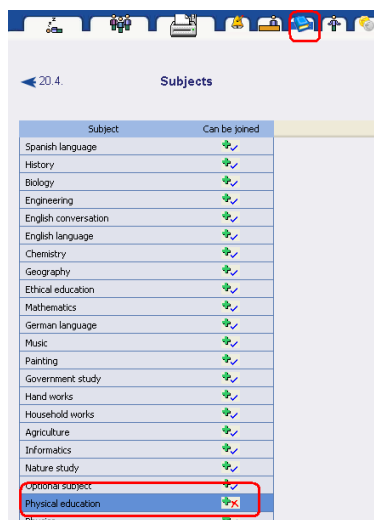 20.4.
Subjects
Subject Can be joined
Spanish language
History
Biology
Engineering
English conversation
English language
Chemistry
Geography
Ethical education
Mathematics
German language
Music
Painting
Government study
Hand works
Household works
Agriculture
Informatics
Nature study
Optional subject
Physical education